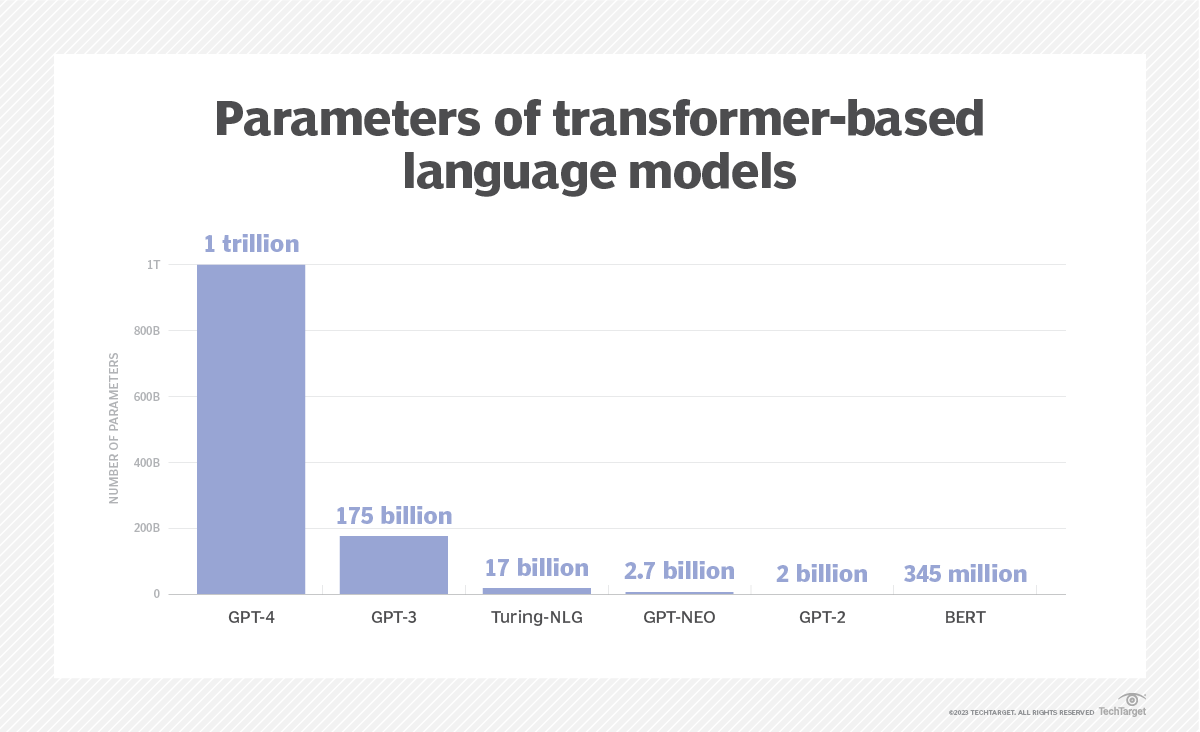 Parameters of transformer-based
language models
1 trillion
1T
800B
600B
400B
200B
0
NUMBER OF PARAMETERS
175 billion
17 billion
2.7 billion
2 billion
345 million
GPT-4
GPT-3
Turing-NLG
GPT-NEO
GPT-2
BERT
©2023 TECHTARGET. ALL RIGHTS RESERVED
TechTarget